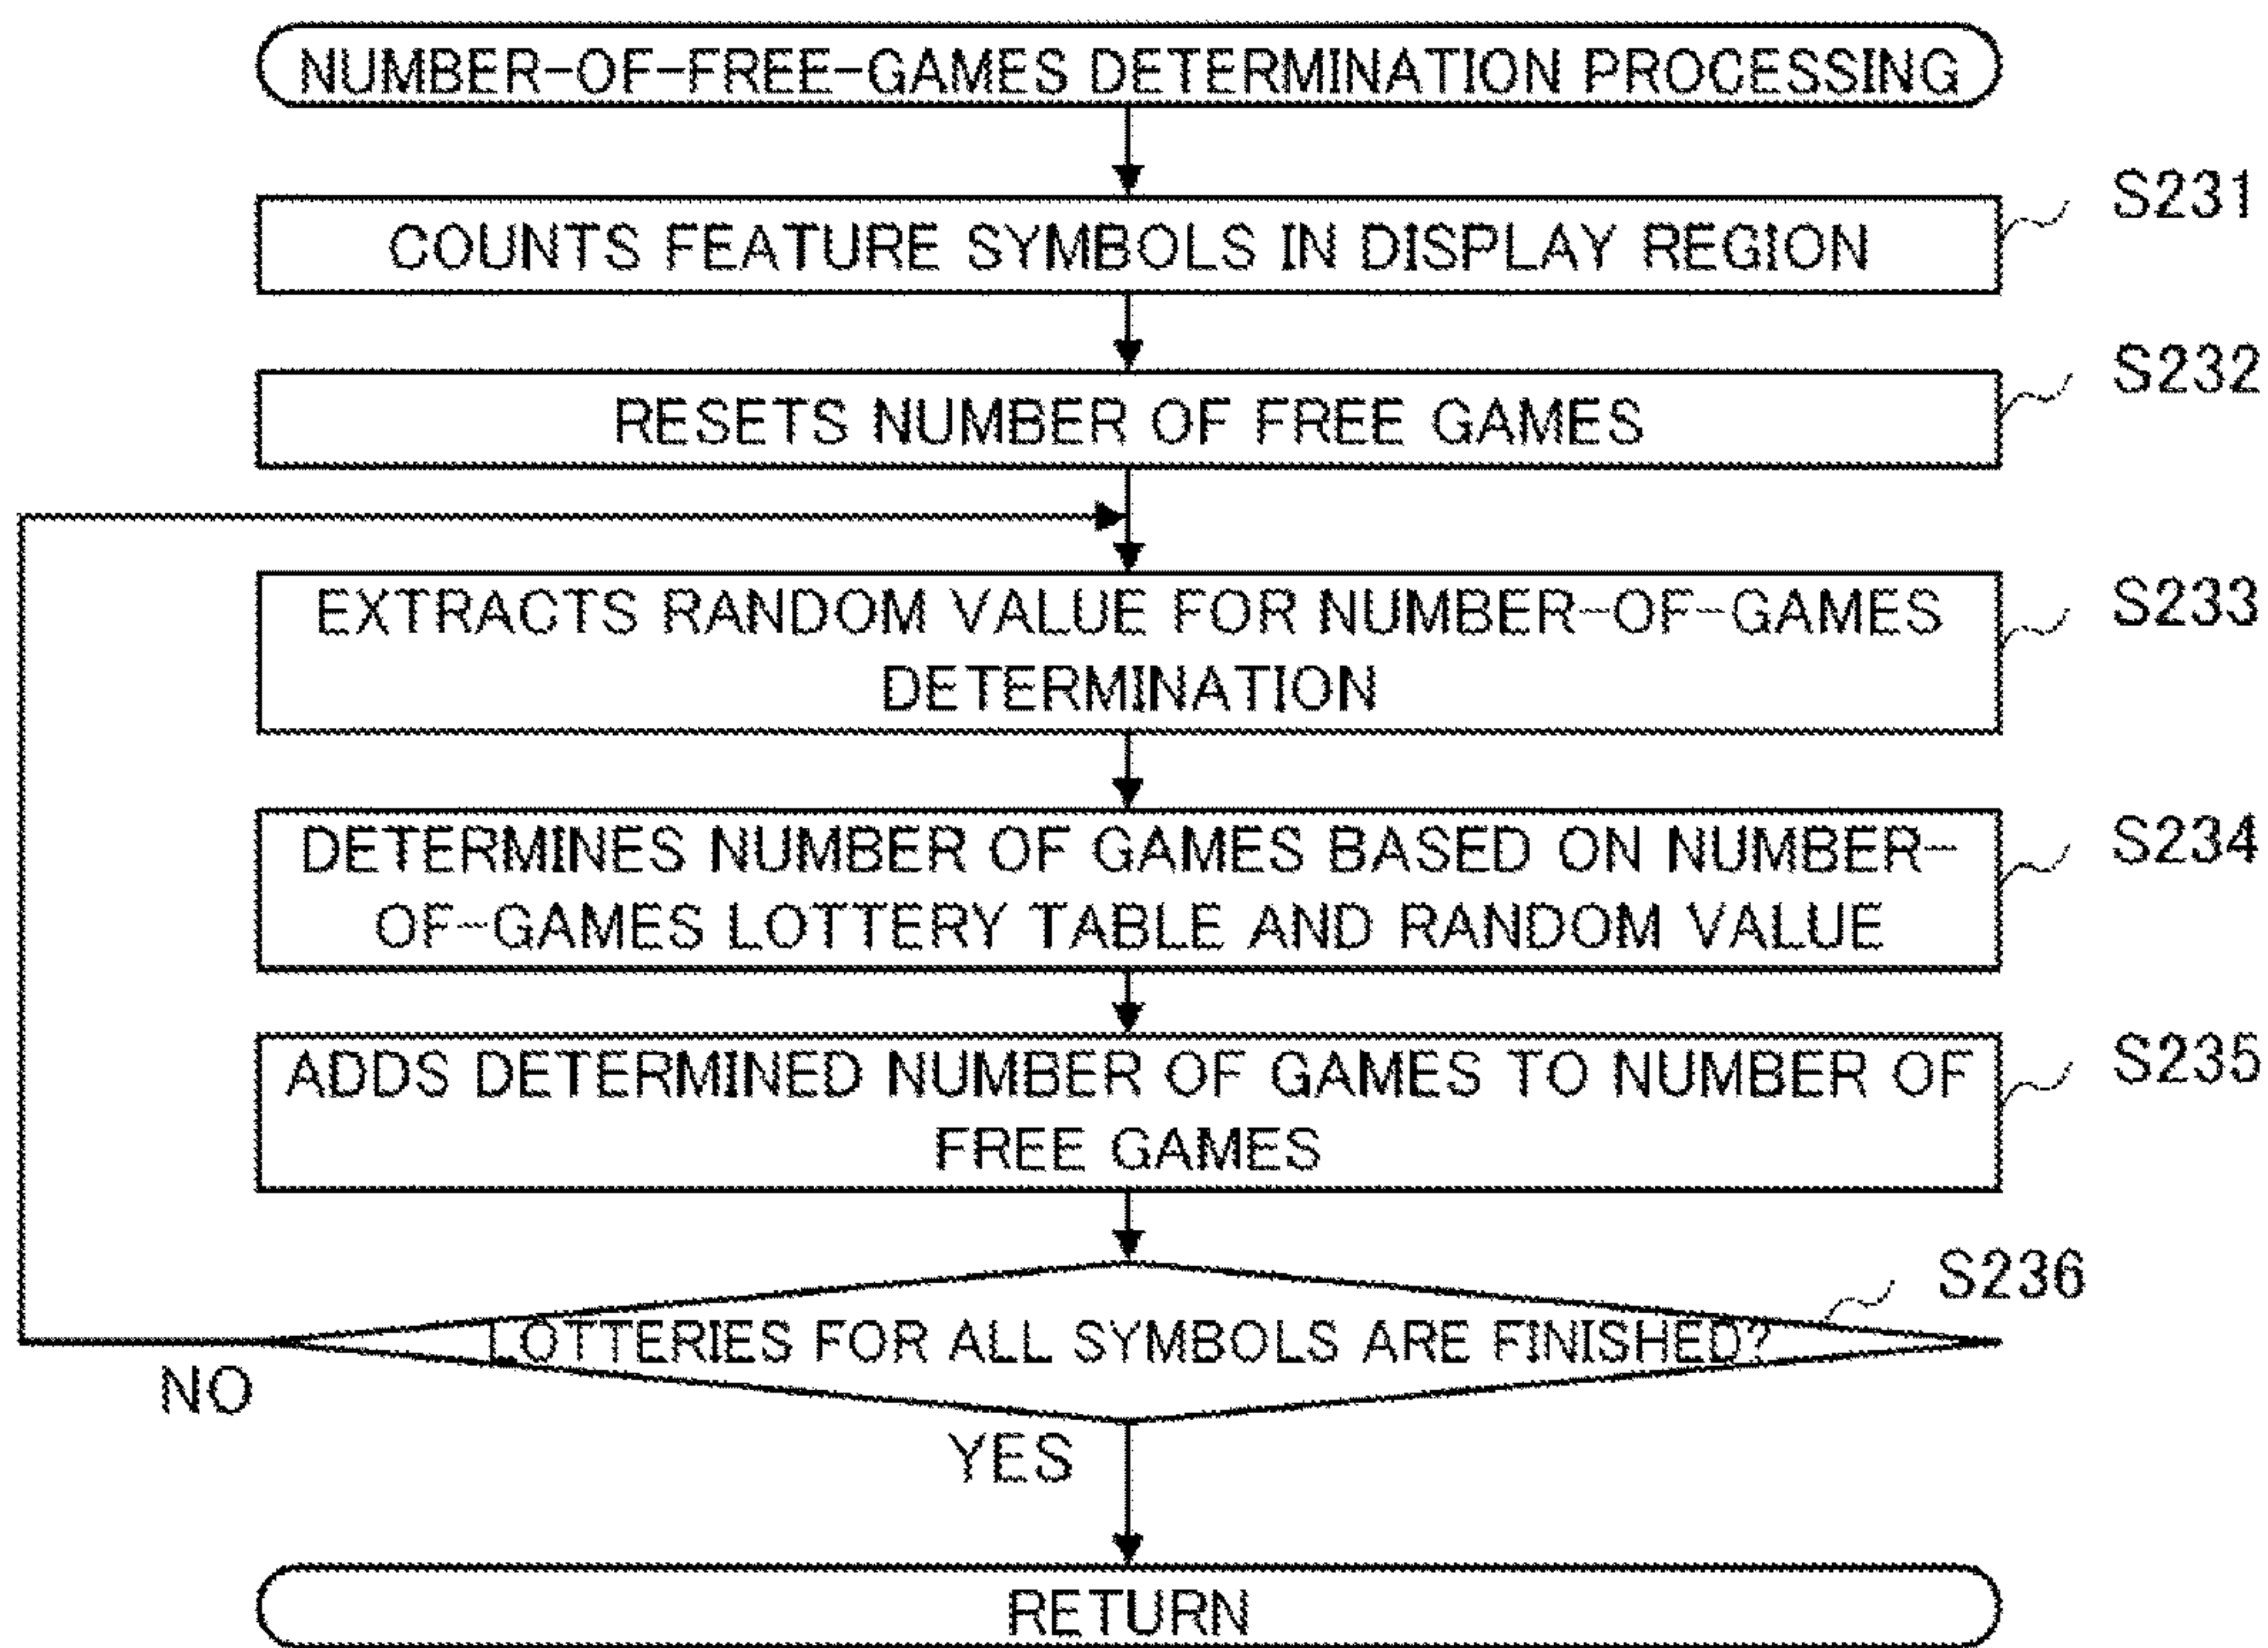 NUMBER-OF-FREE-GAMES DETERMINATION PROCESSING
S231
COUNTS FEATURE SYMBOLS IN DISPLAY REGION
S232
RESETS NUMBER OF FREE GAMES
S233
EXTRACTS RANDOM VALUE FOR NUMBER-OF-GAMES
DETERMINATION
S234
DETERMINES NUMBER OF GAMES BASED ON NUMBER-
OF-GAMES LOTTERY TABLE AND RANDOM VALUE
S235
ADDS DETERMINED NUMBER OF GAMES TO NUMBER OF
FREE GAMES
S236
LOTTERIES FOR ALL SYMBOLS ARE FINISHED?
NO
YES
RETURN